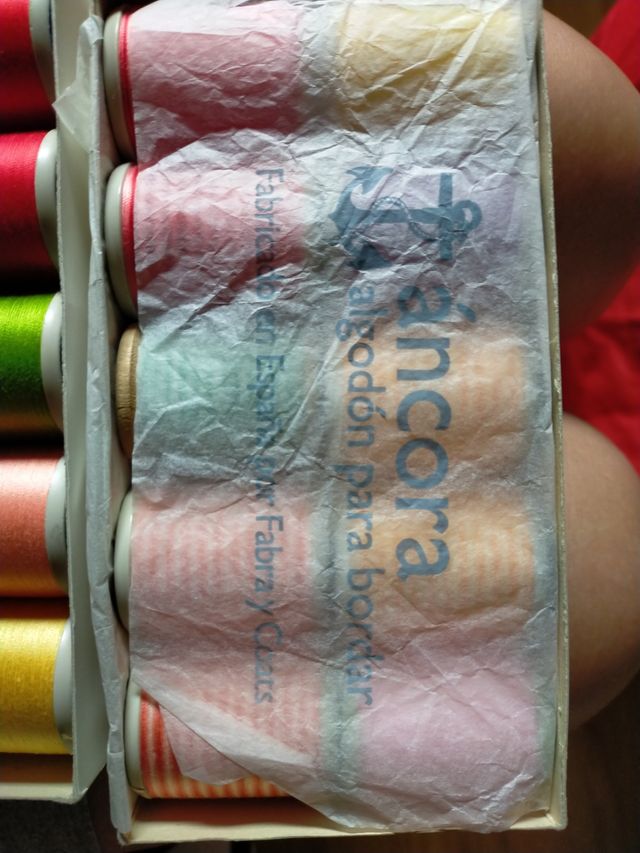 áncora
algodón para bordar
Fabricado en España por Fabra y Coats